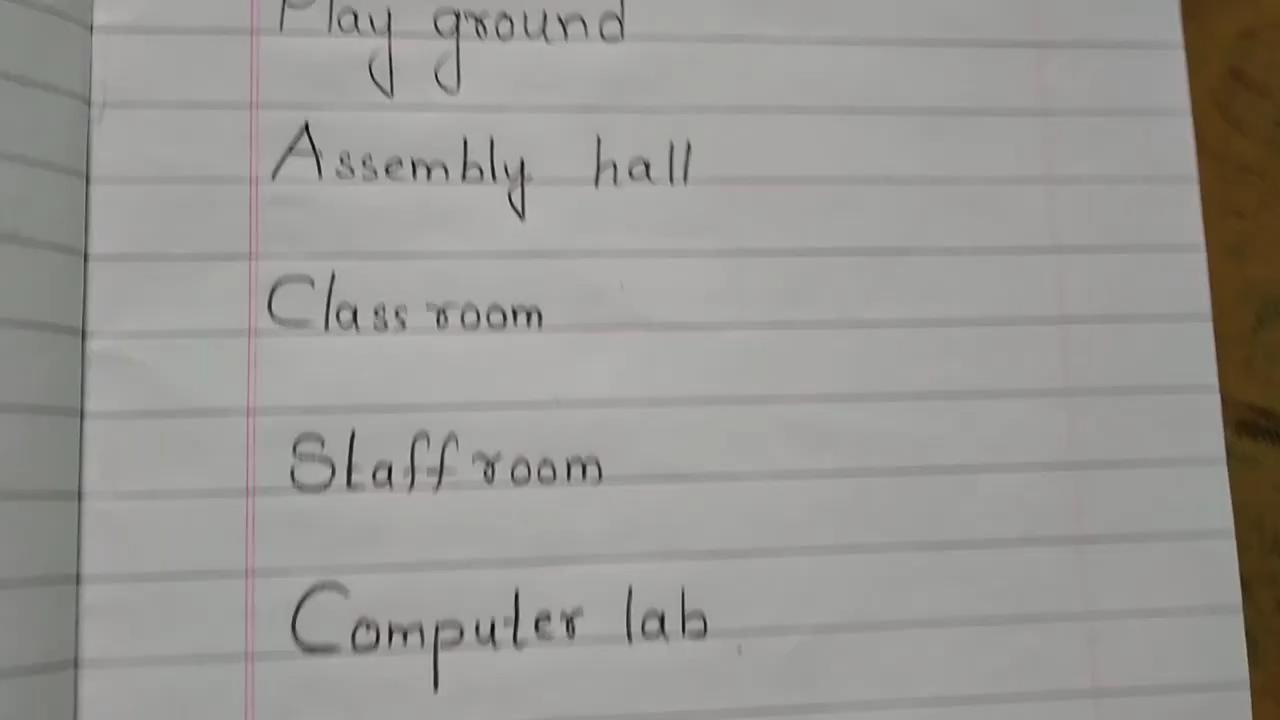 Play ground
Assembly hall
Class room
Staff room
Computer lab